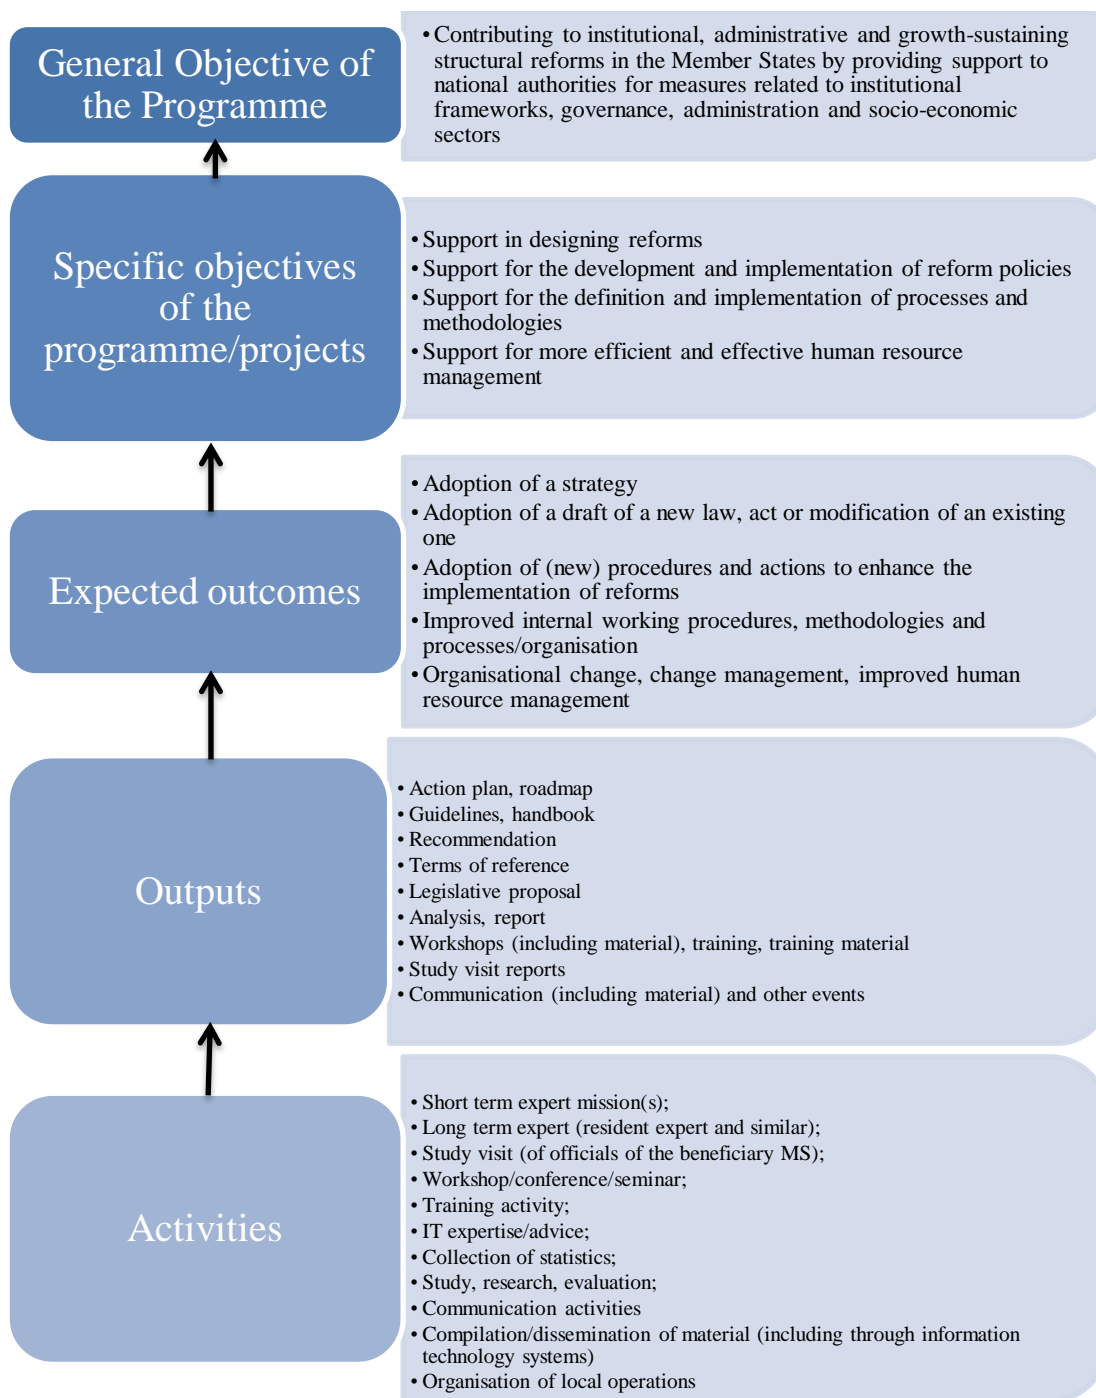 General Objective of
the Programme
• Contributing to institutional, administrative and growth-sustaining
structural reforms in the Member States by providing support to
national authorities for measures related to institutional
frameworks, governance, administration and socio-economic
sectors
Specific objectives
of the
programme/projects
• Support in designing reforms
• Support for the development and implementation of reform policies
• Support for the definition and implementation of processes and
methodologies
• Support for more efficient and effective human resource
management
Expected outcomes
• Adoption of a strategy
• Adoption of a draft of a new law, act or modification of an existing
one
• Adoption of (new) procedures and actions to enhance the
implementation of reforms
• Improved internal working procedures, methodologies and
processes/organisation
• Organisational change, change management, improved human
resource management
Outputs
• Action plan, roadmap
• Guidelines, handbook
• Recommendation
• Terms of reference
• Legislative proposal
• Analysis, report
• Workshops (including material), training, training material
• Study visit reports
• Communication (including material) and other events
Activities
• Short term expert mission(s);
• Long term expert (resident expert and similar);
• Study visit (of officials of the beneficiary MS);
• Workshop/conference/seminar;
• Training activity;
• IT expertise/advice;
• Collection of statistics;
• Study, research, evaluation;
• Communication activities
• Compilation/dissemination of material (including through information
technology systems)
• Organisation of local operations